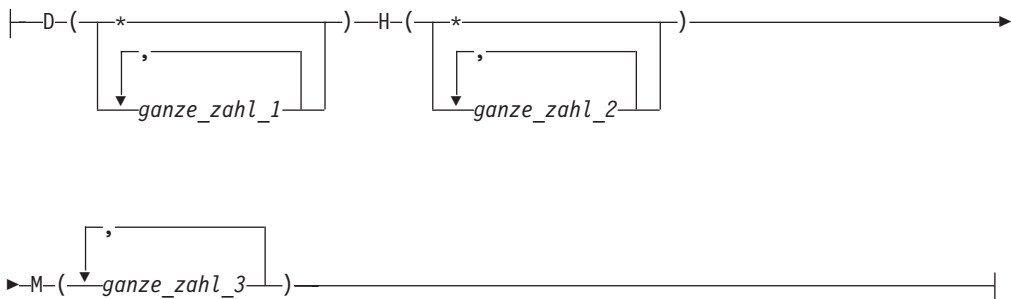 D ( * ) H ( * )
, ,
ganze_zahl_1 ganze_zahl_2
,
M ( ganze_zahl_3 )